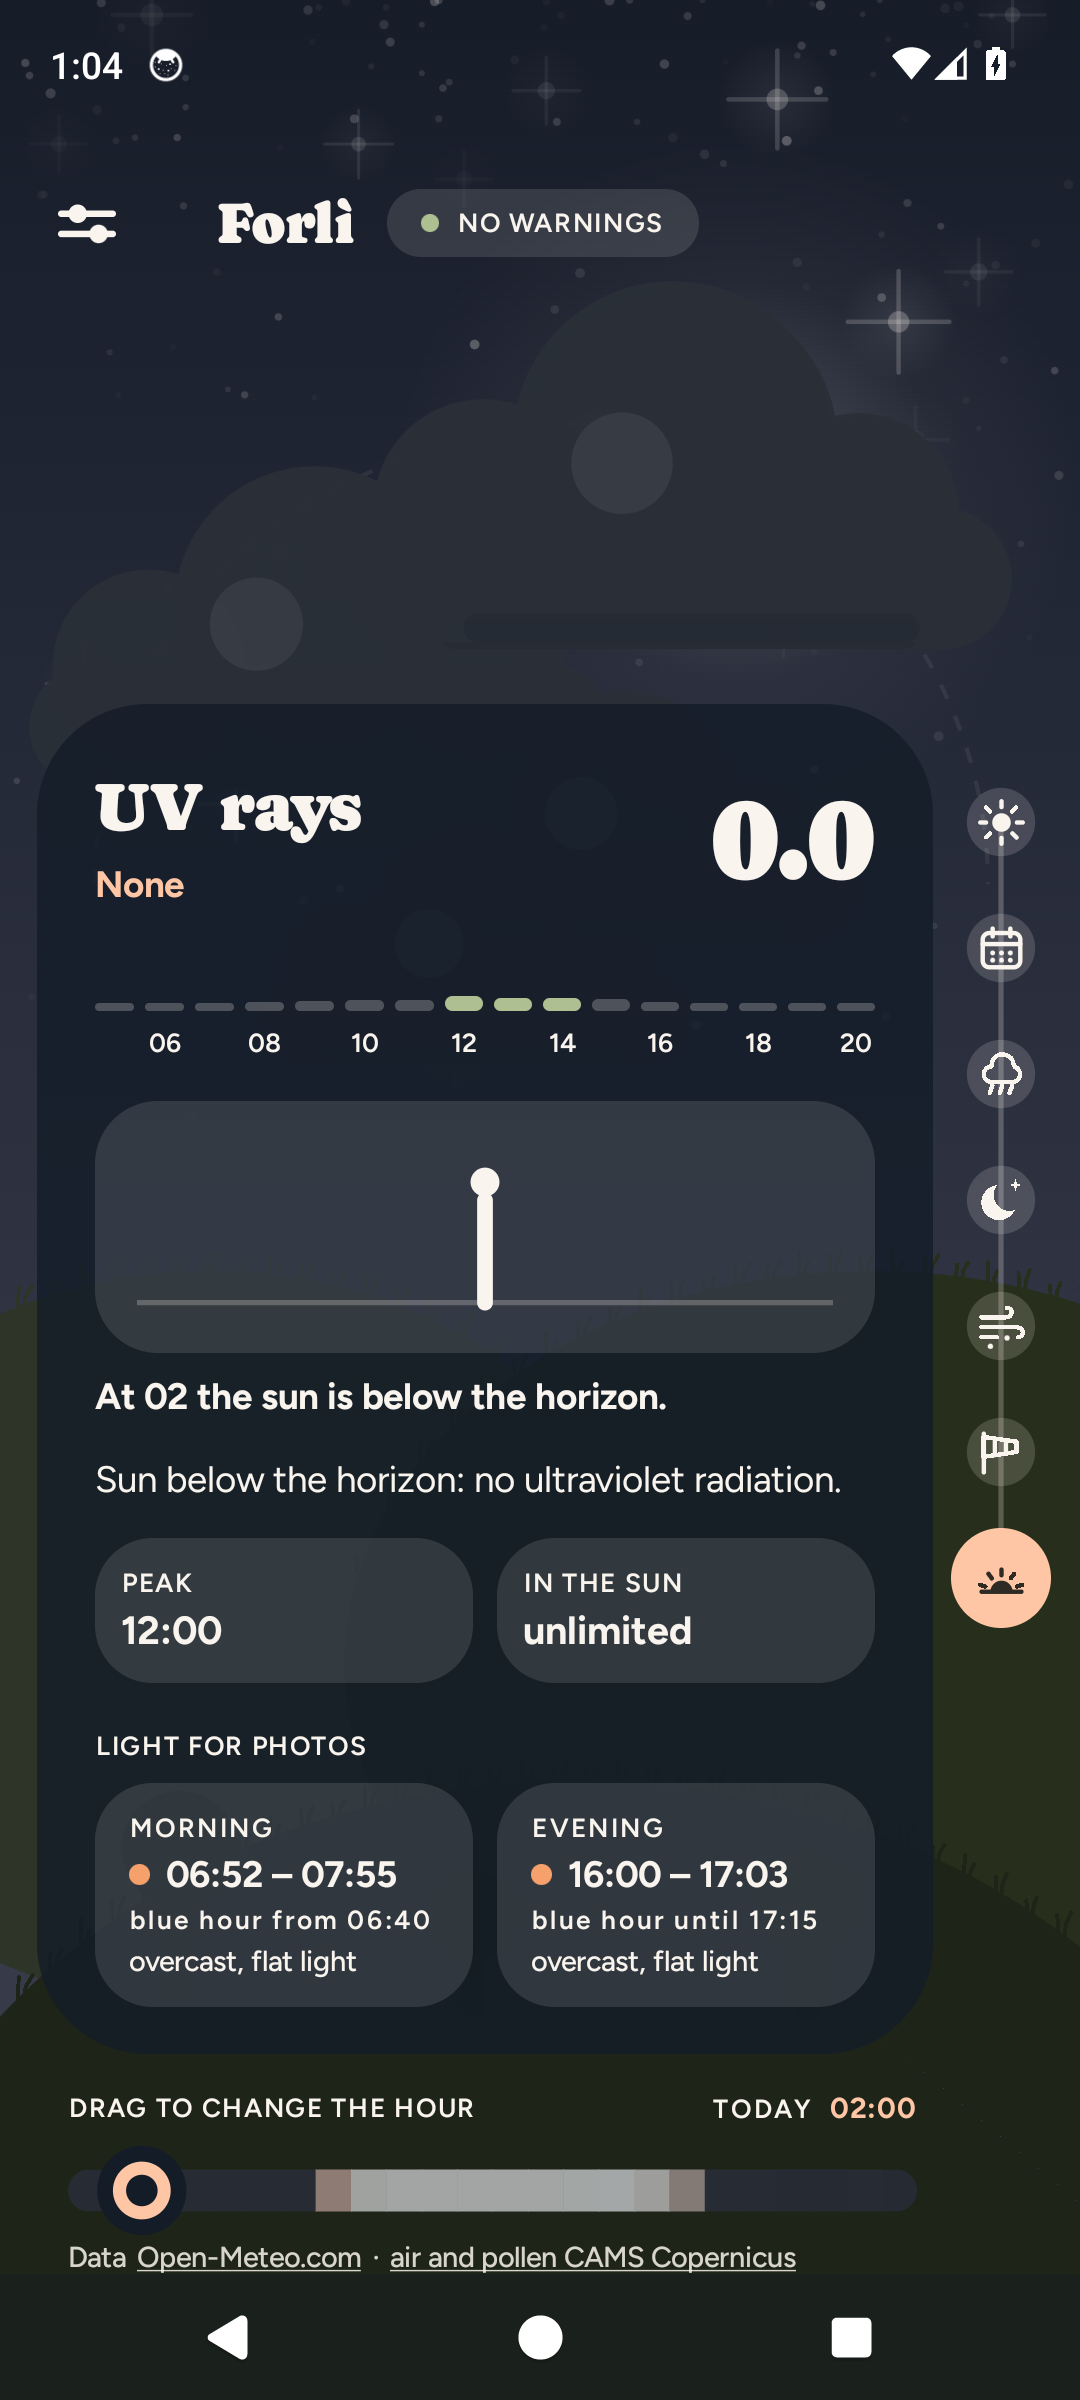 1:04
Forlì
NO WARNINGS
UV rays
0.0
None
06 08 10 12 14 16 18 20
At 02 the sun is below the horizon.
Sun below the horizon: no ultraviolet radiation.
PEAK
12:00
IN THE SUN
unlimited
LIGHT FOR PHOTOS
MORNING
06:52 – 07:55
blue hour from 06:40
overcast, flat light
EVENING
16:00 – 17:03
blue hour until 17:15
overcast, flat light
DRAG TO CHANGE THE HOUR
TODAY 02:00
Data Open-Meteo.com · air and pollen CAMS Copernicus